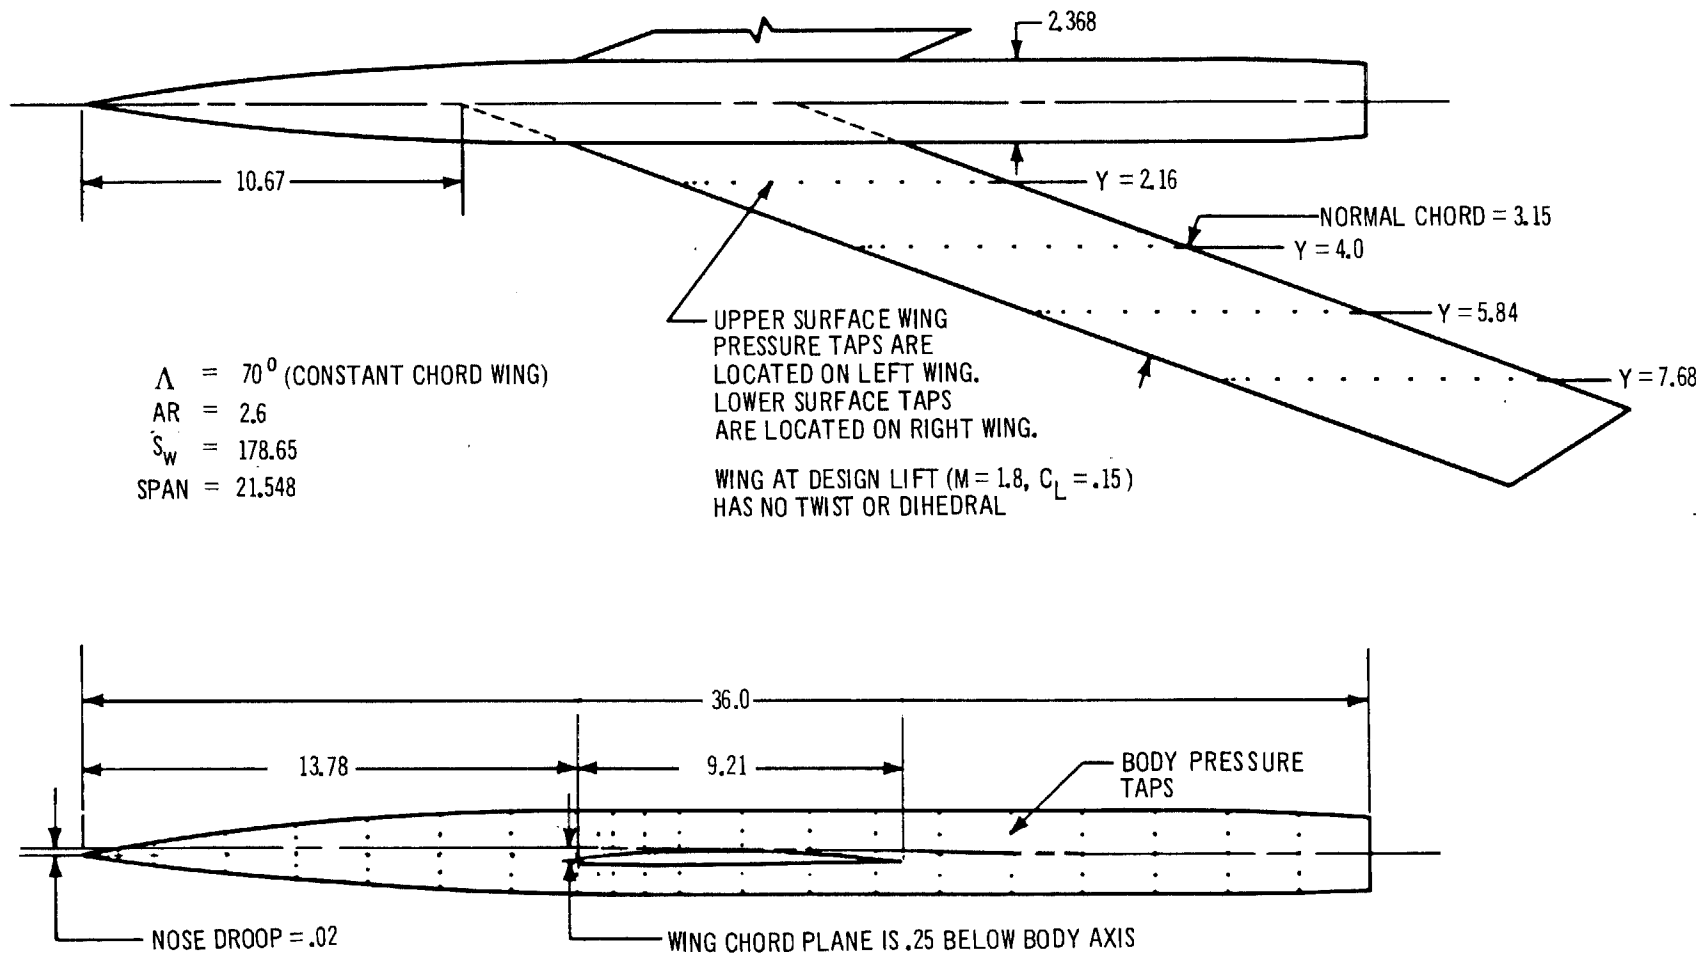 2.368
10.67
Y = 2.16
NORMAL CHORD = 3.15
Y = 4.0
Y = 5.84
Y = 7.68
UPPER SURFACE WING
PRESSURE TAPS ARE
LOCATED ON LEFT WING.
LOWER SURFACE TAPS
ARE LOCATED ON RIGHT WING.
WING AT DESIGN LIFT (M = 1.8, C_L = .15)
HAS NO TWIST OR DIHEDRAL
Λ = 70° (CONSTANT CHORD WING)
AR = 2.6
S_W = 178.65
SPAN = 21.548
36.0
13.78
9.21
BODY PRESSURE
TAPS
NOSE DROOP = .02
WING CHORD PLANE IS .25 BELOW BODY AXIS